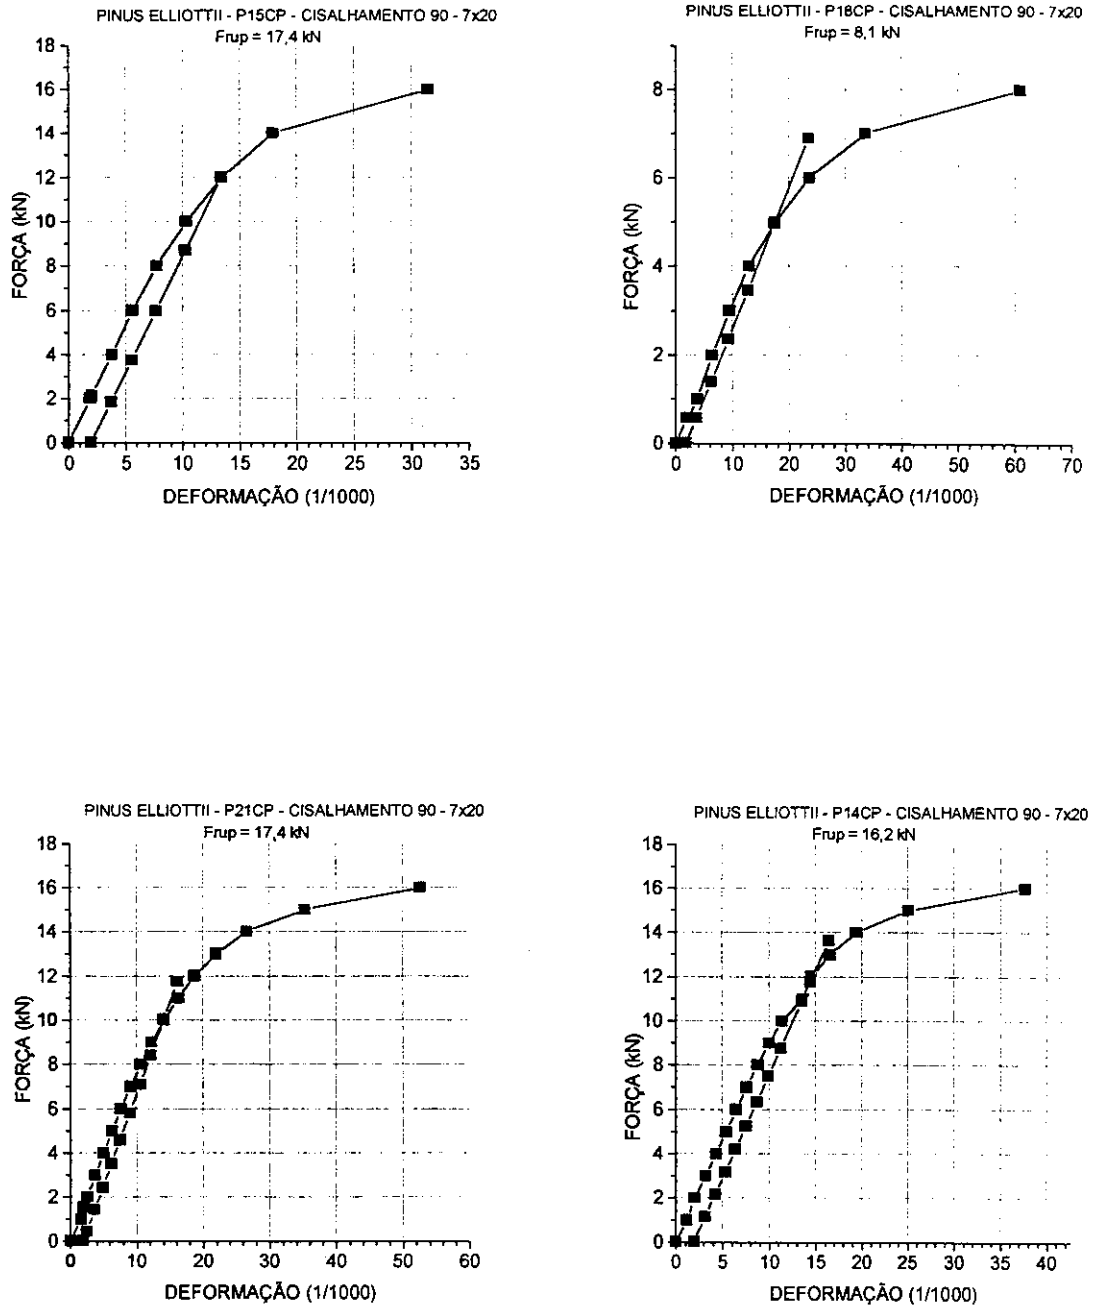 PINUS ELLIOTTII - P15CP - CISALHAMENTO 90 - 7x20
Frup = 17,4 kN
18
16
14
12
10
8
6
4
2
0
FORÇA (kN)
0 5 10 15 20 25 30 35
DEFORMAÇÃO (1/1000)
PINUS ELLIOTTII - P16CP - CISALHAMENTO 90 - 7x20
Frup = 8,1 kN
8
6
4
2
0
FORÇA (kN)
0 10 20 30 40 50 60 70
DEFORMAÇÃO (1/1000)
PINUS ELLIOTTII - P21CP - CISALHAMENTO 90 - 7x20
Frup = 17,4 kN
18
16
14
12
10
8
6
4
2
0
FORÇA (kN)
0 10 20 30 40 50 60
DEFORMAÇÃO (1/1000)
PINUS ELLIOTTII - P14CP - CISALHAMENTO 90 - 7x20
Frup = 16,2 kN
18
16
14
12
10
8
6
4
2
0
FORÇA (kN)
0 5 10 15 20 25 30 35 40
DEFORMAÇÃO (1/1000)